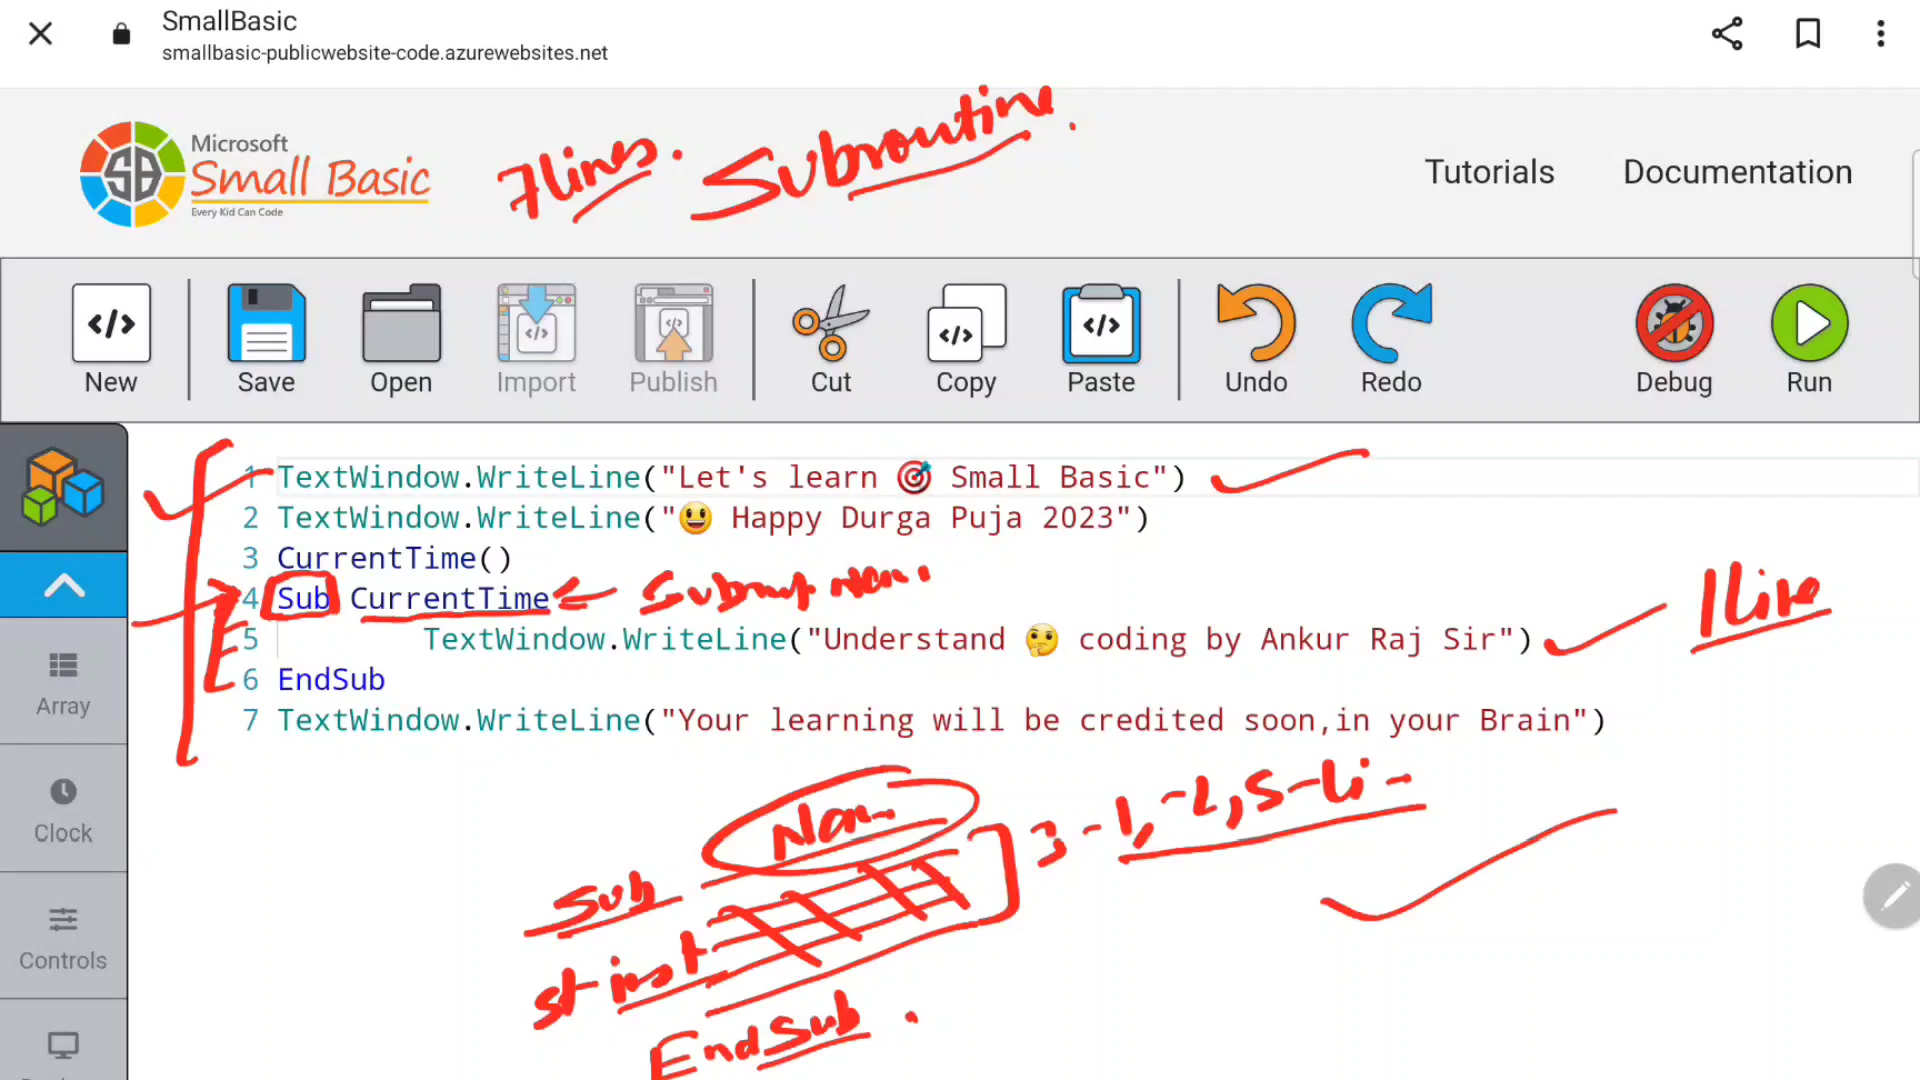 SmallBasic
smallbasic-publicwebsite-code.azurewebsites.net
Microsoft
Small Basic
Every Kid Can Code
SB
7 lines. Subroutine.
Tutorials
Documentation
New
Save
Open
Import
Publish
Cut
Copy
Paste
Undo
Redo
Debug
Run
1 TextWindow.WriteLine("Let's learn 🎯 Small Basic")
2 TextWindow.WriteLine("😃 Happy Durga Puja 2023")
3 CurrentTime()
4 Sub CurrentTime
5 TextWindow.WriteLine("Understand 🤔 coding by Ankur Raj Sir")
6 EndSub
7 TextWindow.WriteLine("Your learning will be credited soon,in your Brain")
1 line
Array
Clock
Controls
Sub
EndSub.